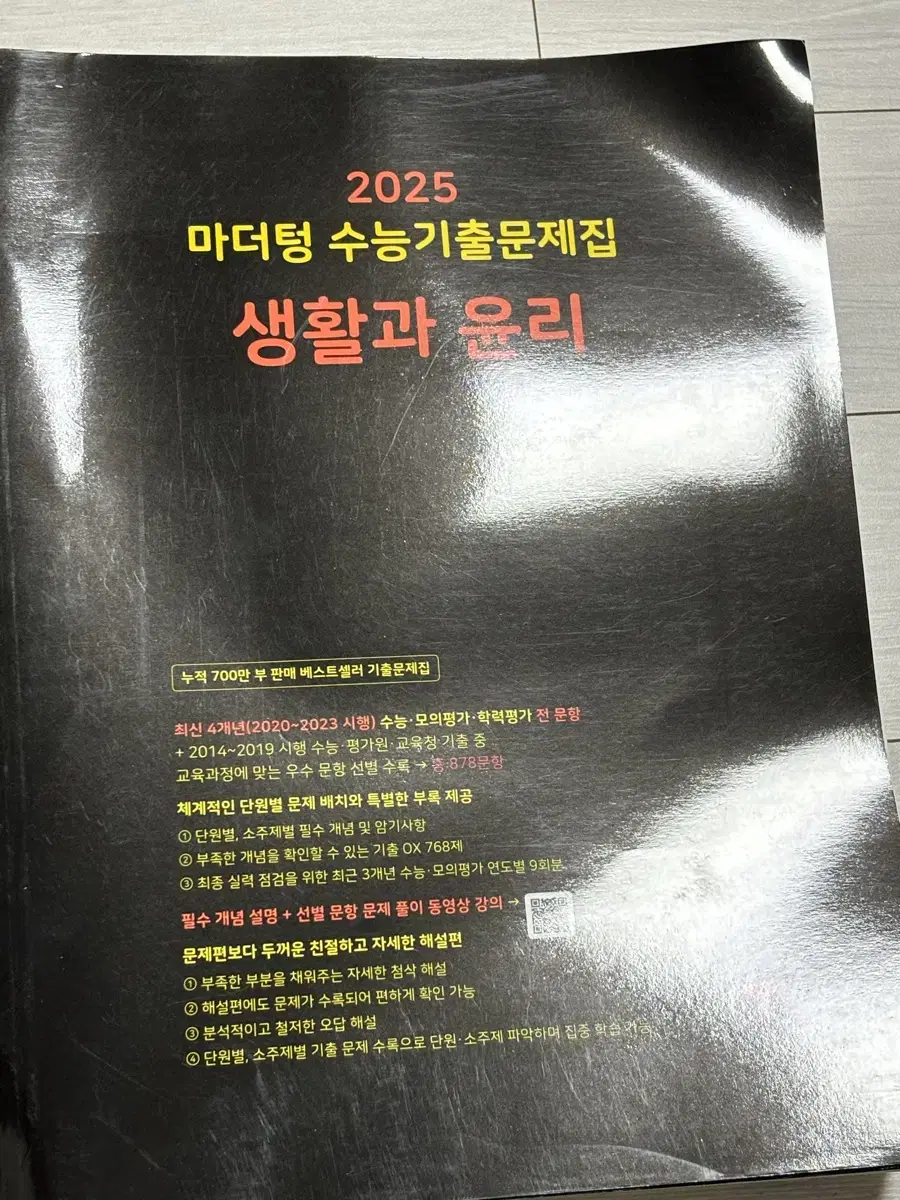 2025
마더텅 수능기출문제집
생활과 윤리
누적 700만 부 판매 베스트셀러 기출문제집
최신 4개년(2020~2023 시행) 수능·모의평가·학력평가 전 문항
+ 2014~2019 시행 수능·평가원·교육청 기출 중
교육과정에 맞는 우수 문항 선별 수록 → 총 878문항
체계적인 단원별 문제 배치와 특별한 부록 제공
① 단원별, 소주제별 필수 개념 및 암기사항
② 부족한 개념을 확인할 수 있는 기출 OX 768제
③ 최종 실력 점검을 위한 최근 3개년 수능·모의평가 연도별 9회분
필수 개념 설명 + 선별 문항 문제 풀이 동영상 강의 →
문제편보다 두꺼운 친절하고 자세한 해설편
① 부족한 부분을 채워주는 자세한 첨삭 해설
② 해설편에도 문제가 수록되어 편하게 확인 가능
③ 분석적이고 철저한 오답 해설
④ 단원별, 소주제별 기출 문제 수록으로 단원·소주제 파악하며 집중 학습 가능